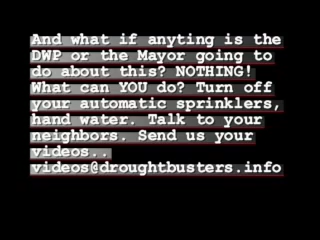 And what if anyting is the
DWP or the Mayor going to
do about this? NOTHING!
What can YOU do? Turn off
your automatic sprinklers,
hand water. Talk to your
neighbors. Send us your
videos..
videos@droughtbusters.info